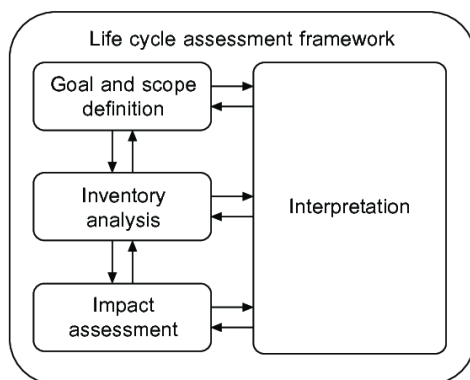 Life cycle assessment framework
Goal and scope
definition
Inventory
analysis
Interpretation
Impact
assessment